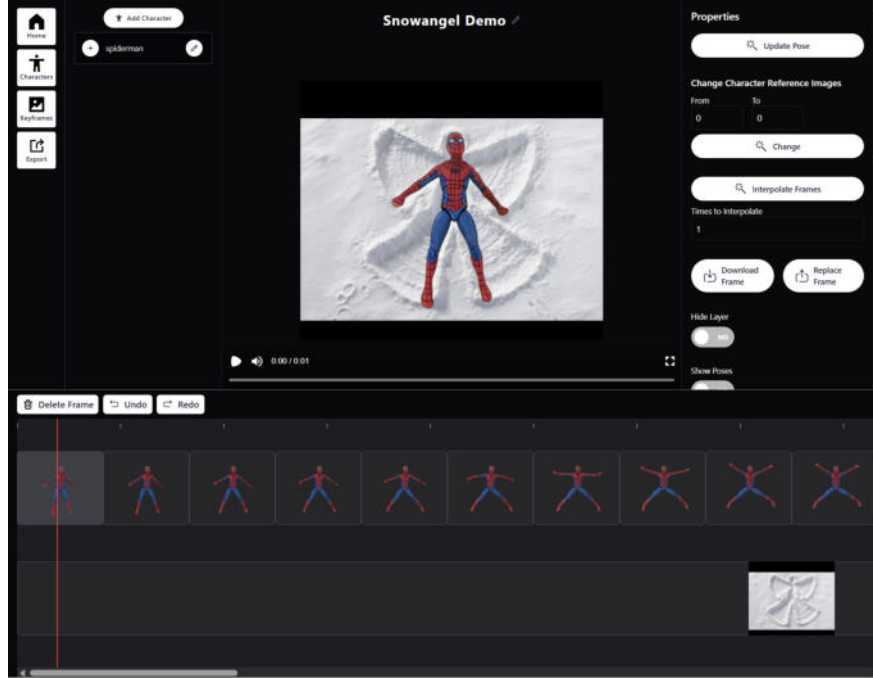 Home
Characters
Keyframes
Export
Add Character
spiderman
Snowangel Demo
0:00 / 0:01
Properties
Update Pose
Change Character Reference Images
From To
0 0
Change
Interpolate Frames
Times to Interpolate
1
Download Frame
Replace Frame
Hide Layer
NO
Show Poses
Delete Frame Undo Redo